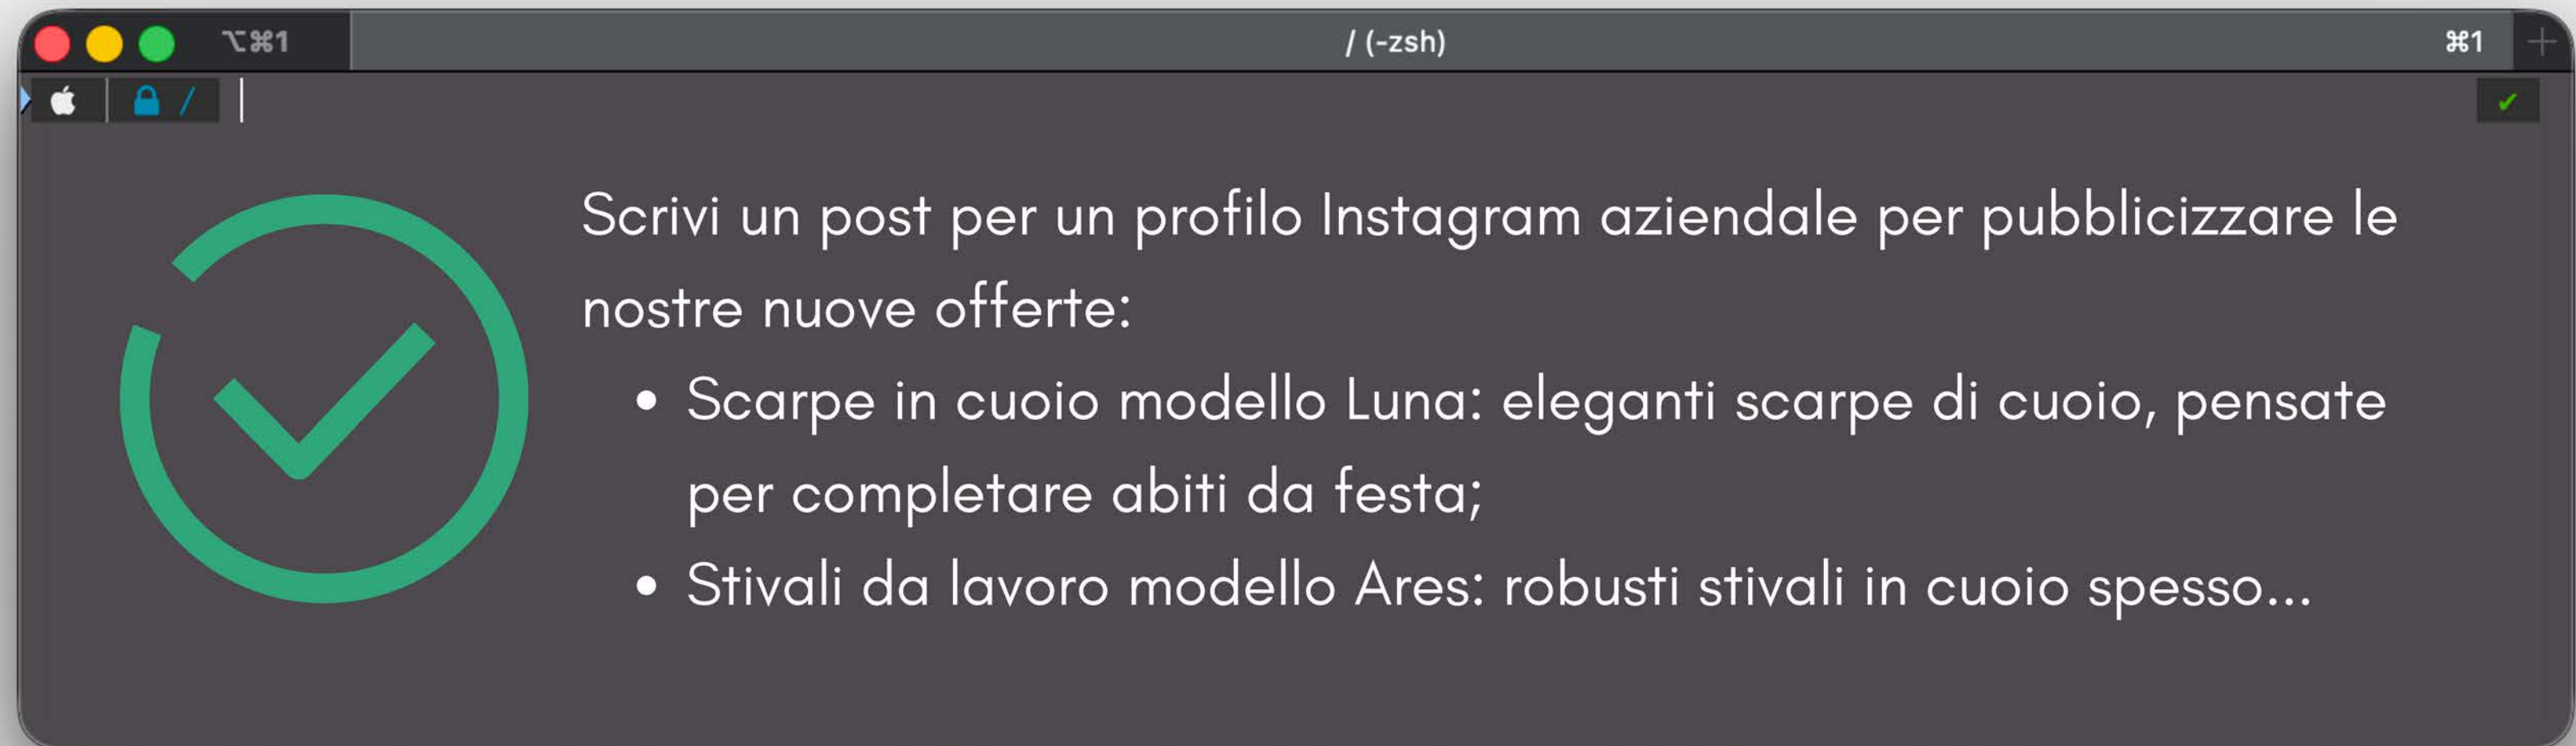 ⌥⌘1
/ (-zsh)
⌘1
/
Scrivi un post per un profilo Instagram aziendale per pubblicizzare le
nostre nuove offerte:
• Scarpe in cuoio modello Luna: eleganti scarpe di cuoio, pensate
per completare abiti da festa;
• Stivali da lavoro modello Ares: robusti stivali in cuoio spesso...